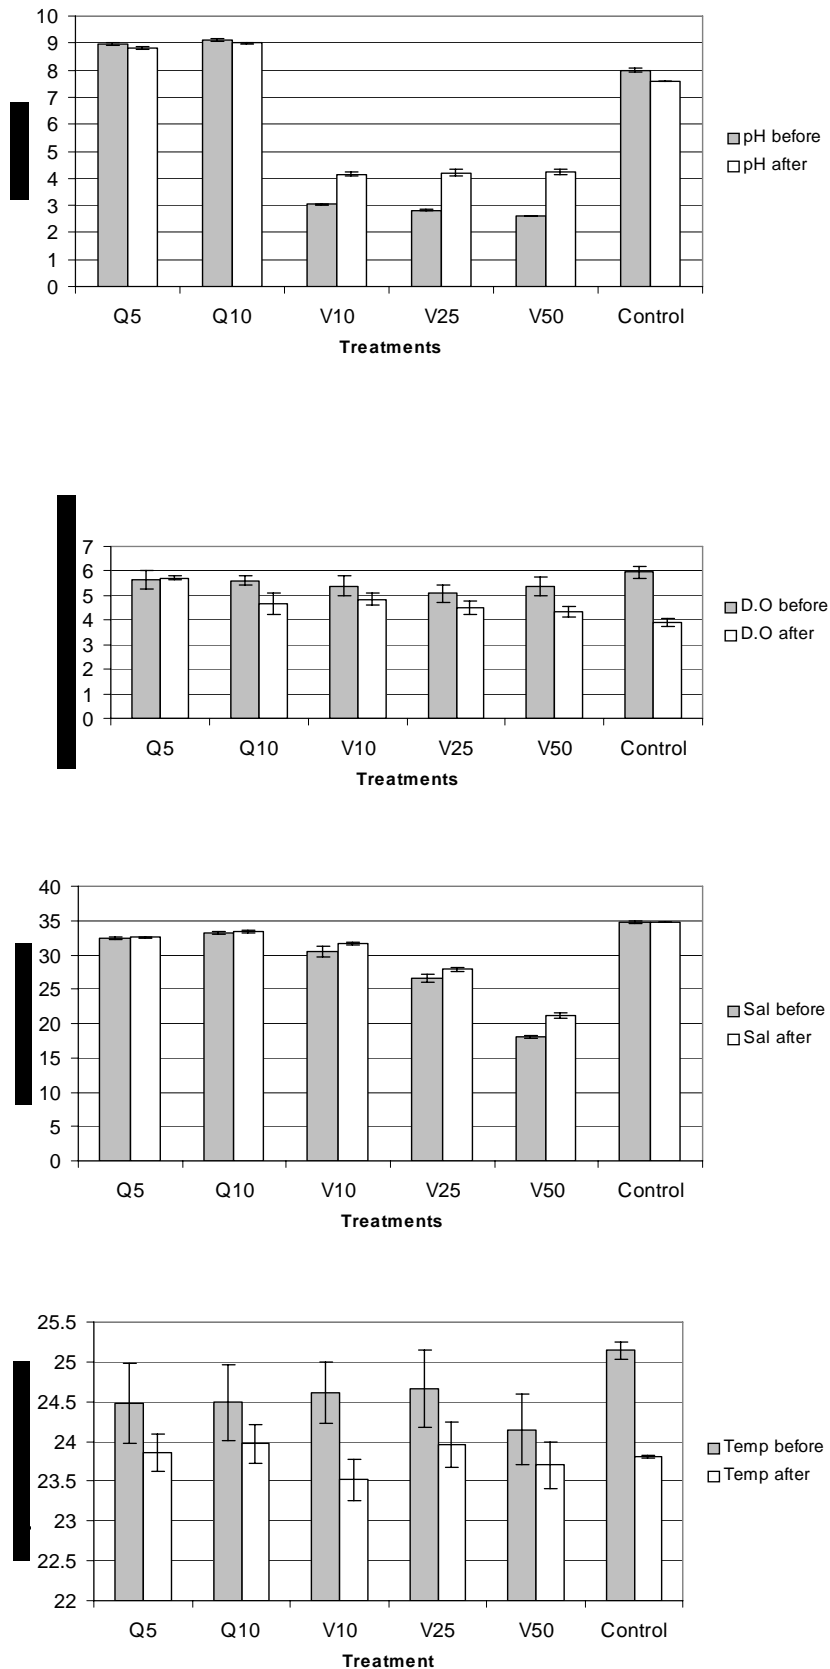 10
9
8
7
6
5
4
3
2
1
0
Q5 Q10 V10 V25 V50 Control
Treatments
pH before
pH after
7
6
5
4
3
2
1
0
Q5 Q10 V10 V25 V50 Control
Treatments
D.O before
D.O after
40
35
30
25
20
15
10
5
0
Q5 Q10 V10 V25 V50 Control
Treatments
Sal before
Sal after
25.5
25
24.5
24
23.5
23
22.5
22
Q5 Q10 V10 V25 V50 Control
Treatment
Temp before
Temp after